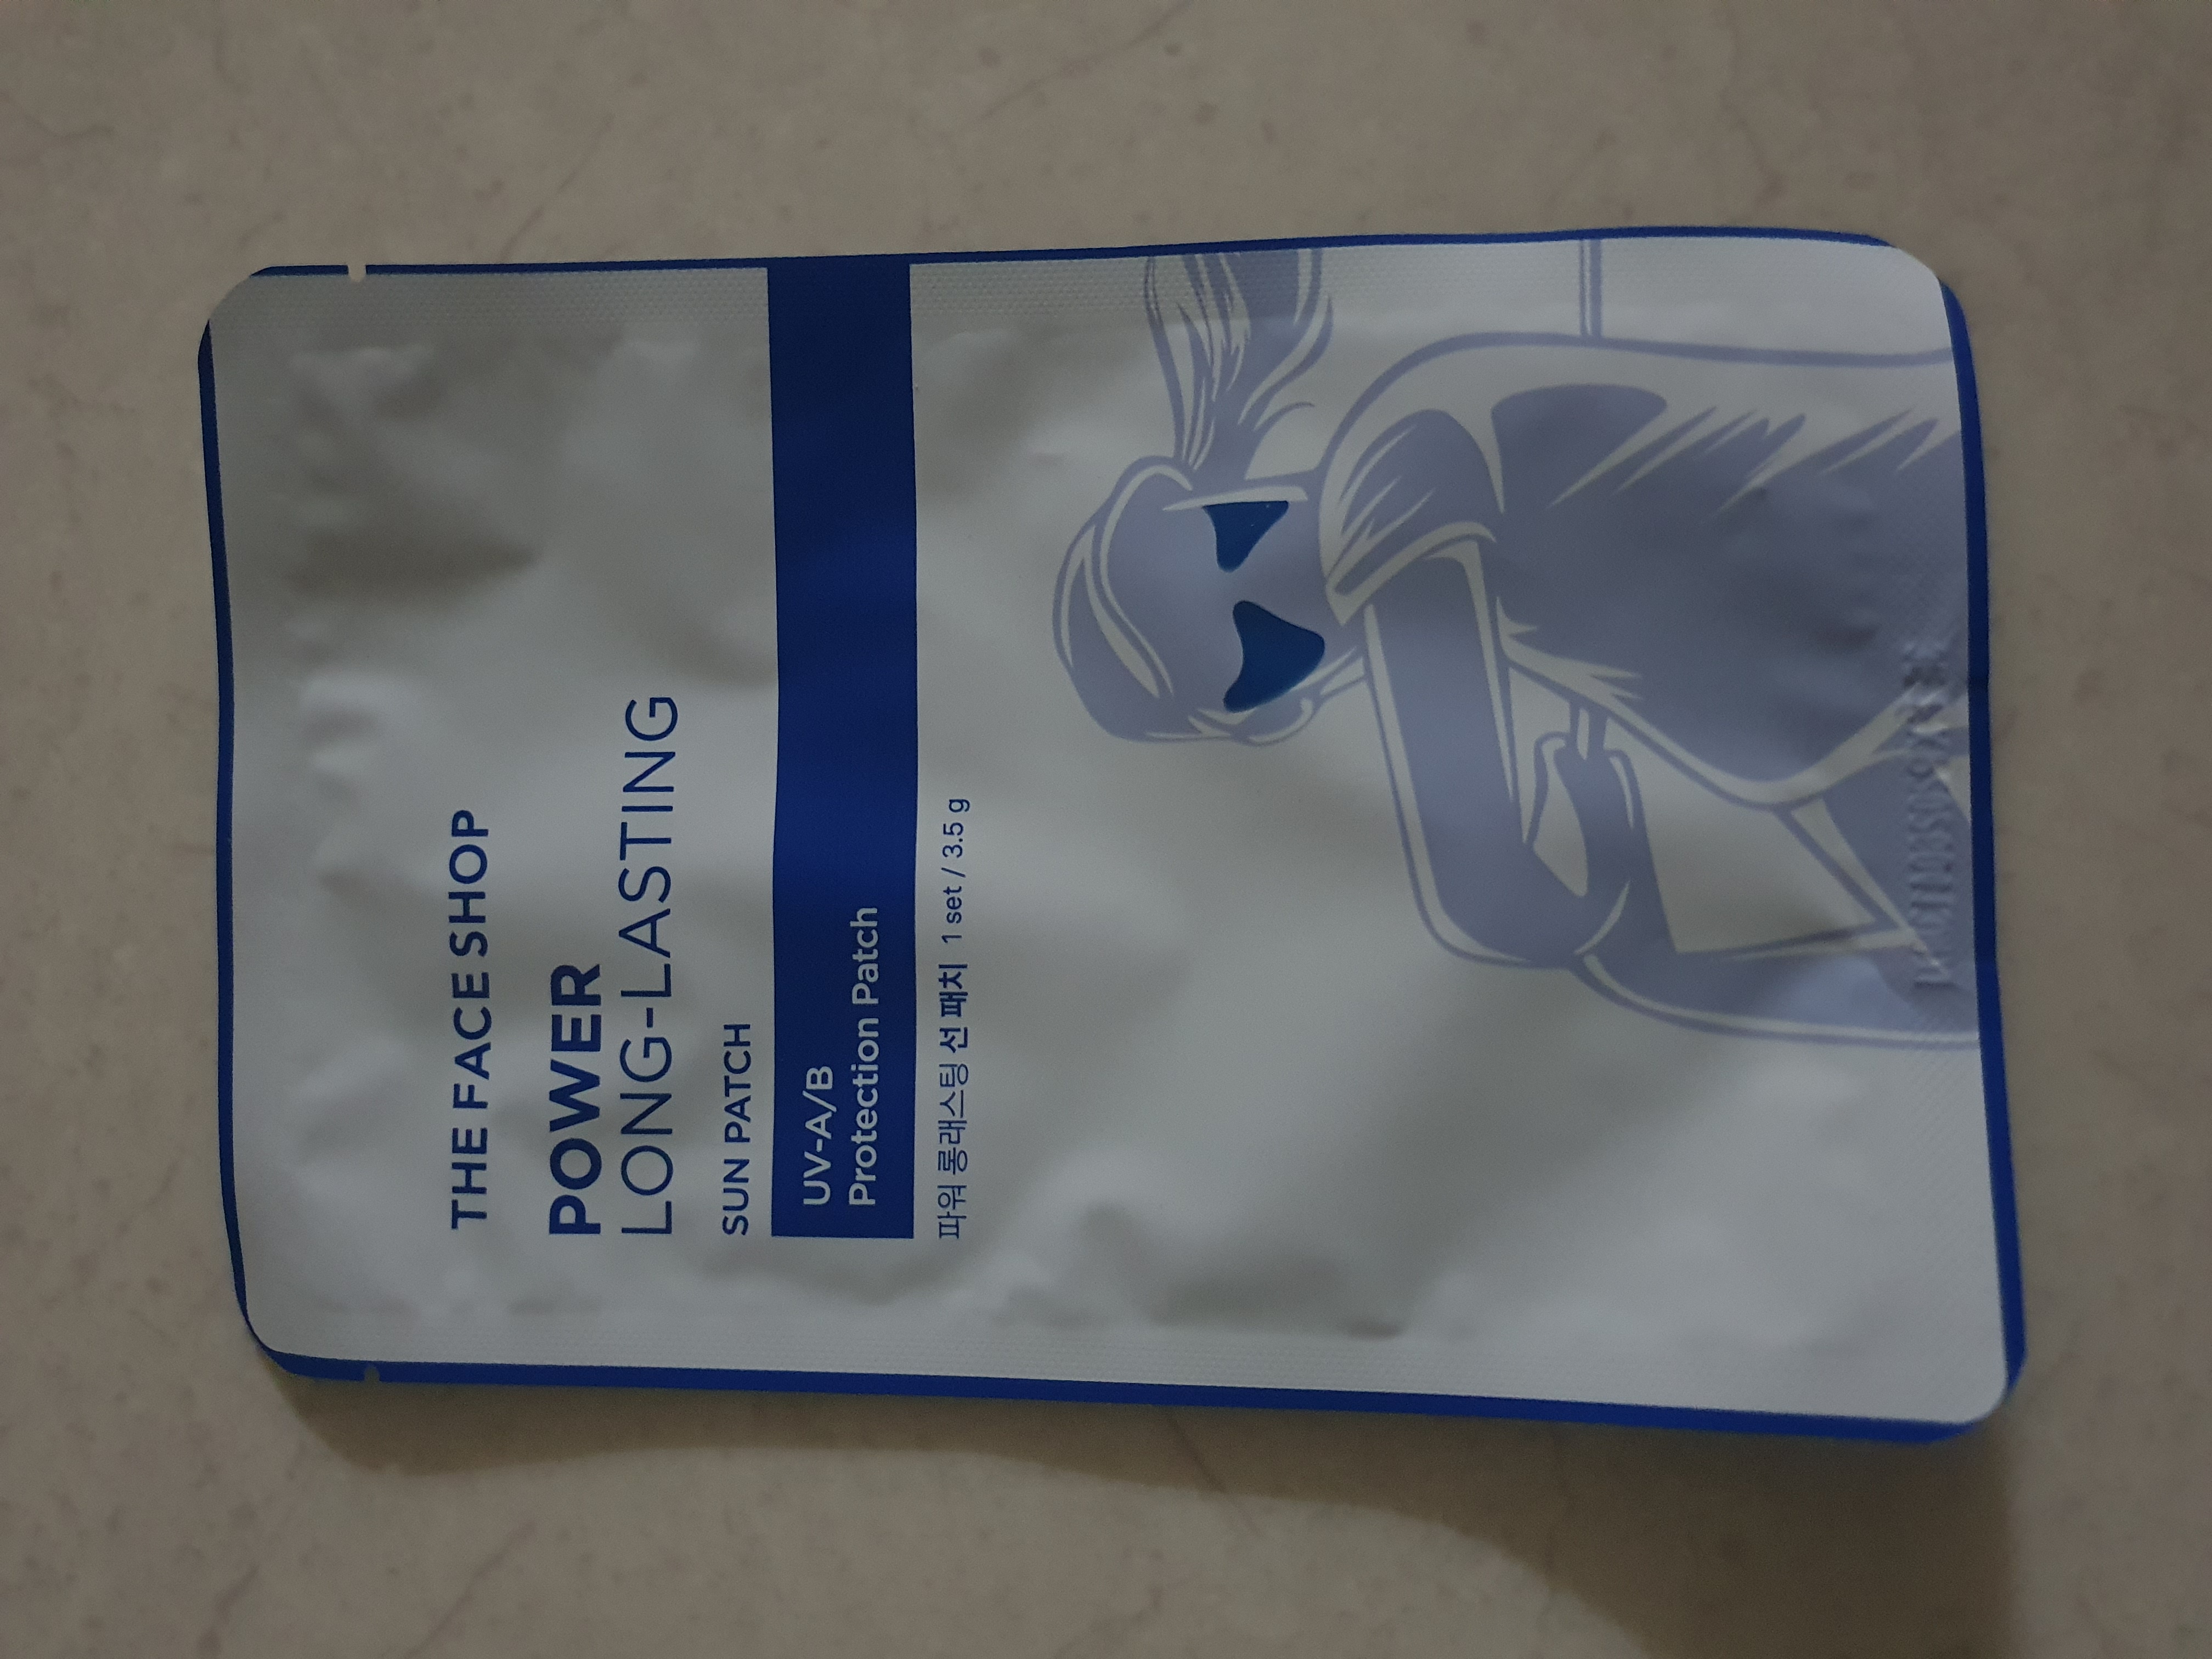 THE FACE SHOP
POWER
LONG-LASTING
SUN PATCH
UV-A/B
Protection Patch
파워 롱래스팅 선 패치 1 set / 3.5 g